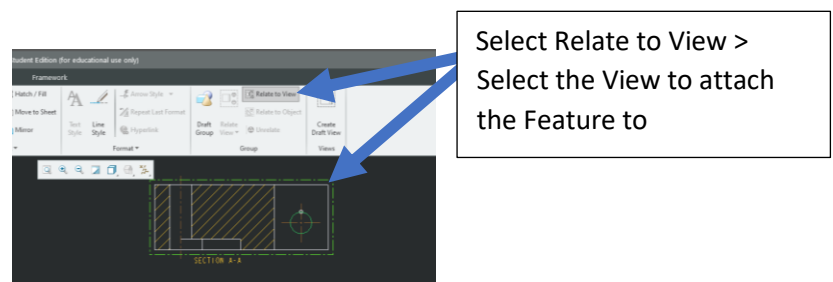 Student Edition (for educational use only)
Framework
Hatch / Fill
Move to Sheet
Mirror
Text Style
Line Style
Arrow Style
Repeat Last Format
Hyperlink
Format
Draft Group
Relate View
Relate to View
Relate to Object
Unrelate
Group
Create Draft View
Views
SECTION A-A
Select Relate to View >
Select the View to attach
the Feature to